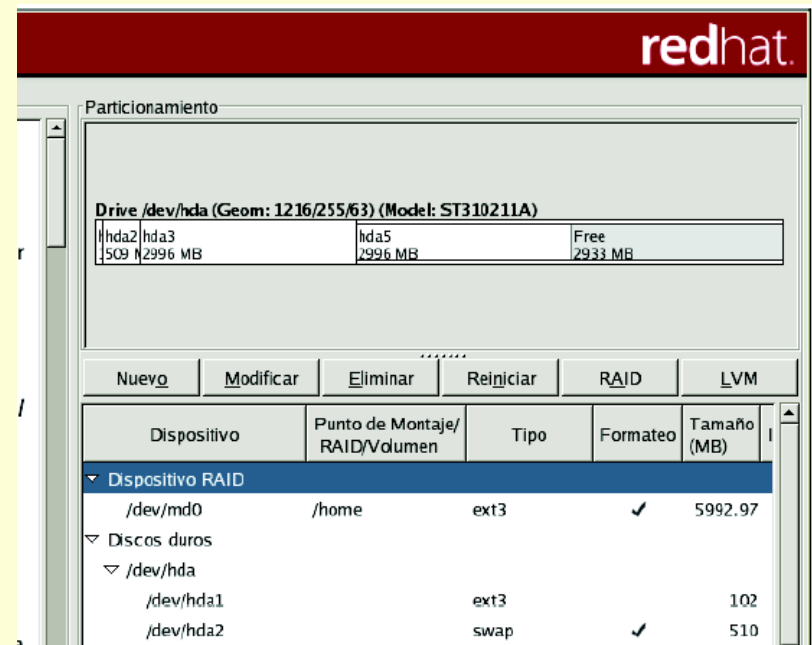 redhat.
Particionamiento
Drive /dev/hda (Geom: 1216/255/63) (Model: ST310211A)
hda2 hda3 hda5 Free
509 2996 MB 2996 MB 2933 MB
Nuevo Modificar Eliminar Reiniciar RAID LVM
Dispositivo Punto de Montaje/ RAID/Volumen Tipo Formateo Tamaño (MB)
Dispositivo RAID
/dev/md0 /home ext3 ✓ 5992.97
Discos duros
/dev/hda
/dev/hda1 ext3 102
/dev/hda2 swap ✓ 510